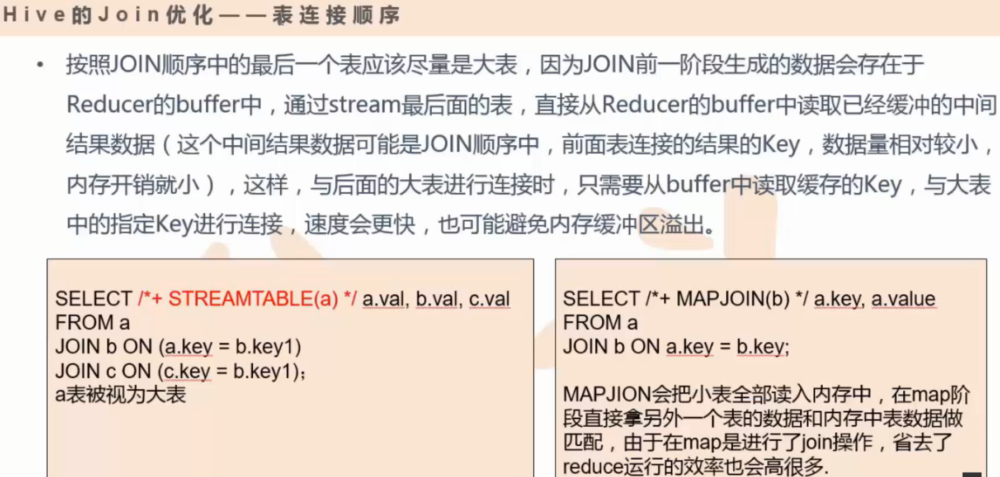 Hive的Join优化——表连接顺序
• 按照JOIN顺序中的最后一个表应该尽量是大表，因为JOIN前一阶段生成的数据会存在于
Reducer的buffer中，通过stream最后面的表，直接从Reducer的buffer中读取已经缓冲的中间
结果数据（这个中间结果数据可能是JOIN顺序中，前面表连接的结果的Key，数据量相对较小，
内存开销就小），这样，与后面的大表进行连接时，只需要从buffer中读取缓存的Key，与大表
中的指定Key进行连接，速度会更快，也可能避免内存缓冲区溢出。
SELECT /*+ STREAMTABLE(a) */ a.val, b.val, c.val
FROM a
JOIN b ON (a.key = b.key1)
JOIN c ON (c.key = b.key1)；
a表被视为大表
SELECT /*+ MAPJOIN(b) */ a.key, a.value
FROM a
JOIN b ON a.key = b.key;
MAPJION会把小表全部读入内存中，在map阶
段直接拿另外一个表的数据和内存中表数据做
匹配，由于在map是进行了join操作，省去了
reduce运行的效率也会高很多.